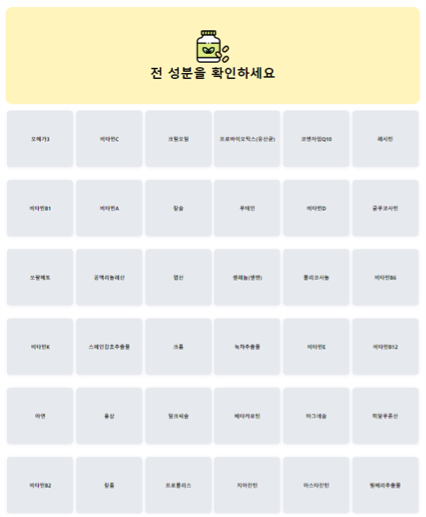 전 성분을 확인하세요
오메가3
비타민C
크릴오일
프로바이오틱스(유산균)
코엔자임Q10
레시틴
비타민B1
비타민A
칼슘
루테인
비타민D
글루코사민
쏘팔메토
공액리놀레산
엽산
셀레늄(셀렌)
폴리코사놀
비타민B6
비타민K
스페인감초추출물
크롬
녹차추출물
비타민E
비타민B12
아연
홍삼
밀크씨슬
베타카로틴
마그네슘
히알루론산
비타민B2
칼륨
프로폴리스
지아잔틴
아스타잔틴
빌베리추출물